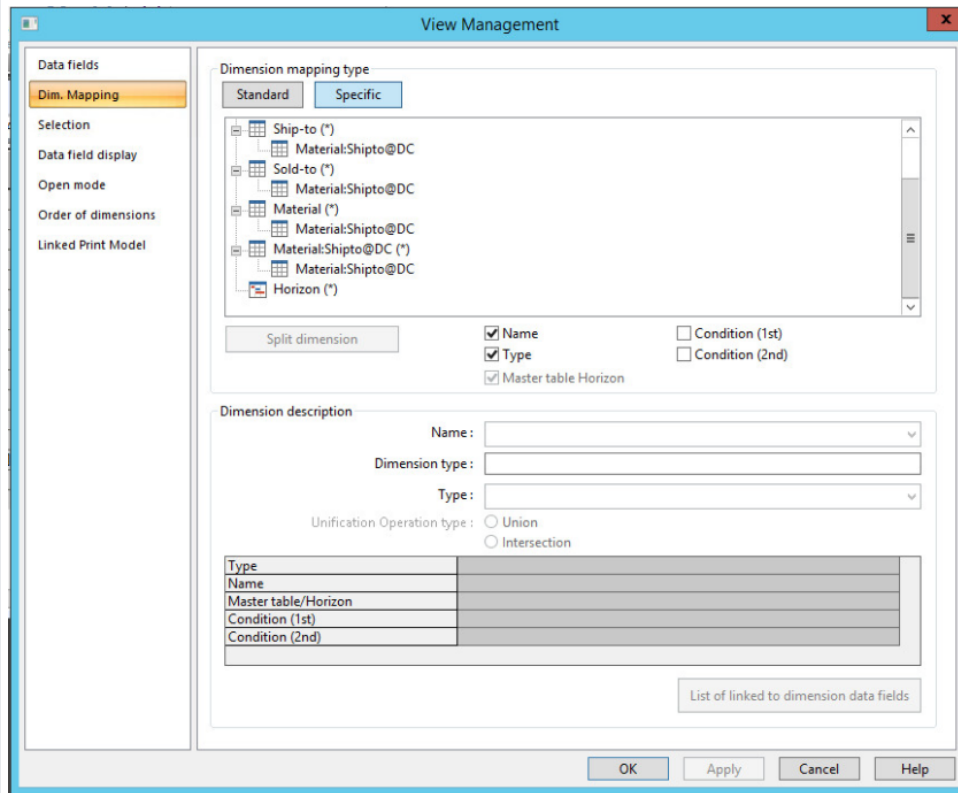 View Management
x
Data fields
Dim. Mapping
Selection
Data field display
Open mode
Order of dimensions
Linked Print Model
Dimension mapping type
Standard Specific
Ship-to (*)
Material:Shipto@DC
Sold-to (*)
Material:Shipto@DC
Material (*)
Material:Shipto@DC
Material:Shipto@DC (*)
Material:Shipto@DC
Horizon (*)
Split dimension
Name
Condition (1st)
Type
Condition (2nd)
Master table Horizon
Dimension description
Name :
Dimension type :
Type :
Unification Operation type : Union
Intersection
Type
Name
Master table/Horizon
Condition (1st)
Condition (2nd)
List of linked to dimension data fields
OK Apply Cancel Help